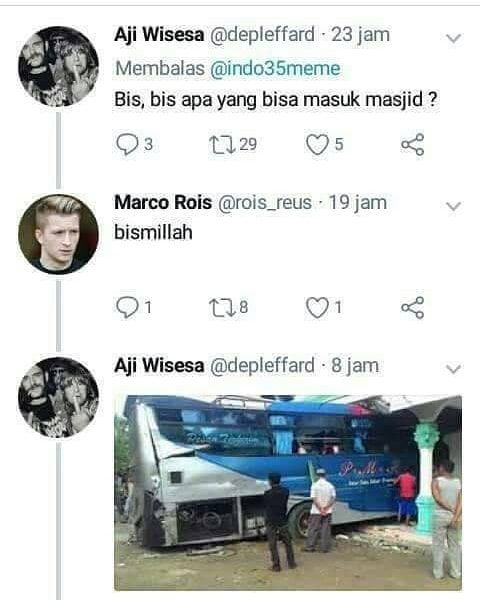 Aji Wisesa @depleffard · 23 jam
Membalas @indo35meme
Bis, bis apa yang bisa masuk masjid ?
3 29 5
Marco Rois @rois_reus · 19 jam
bismillah
1 8 1
Aji Wisesa @depleffard · 8 jam